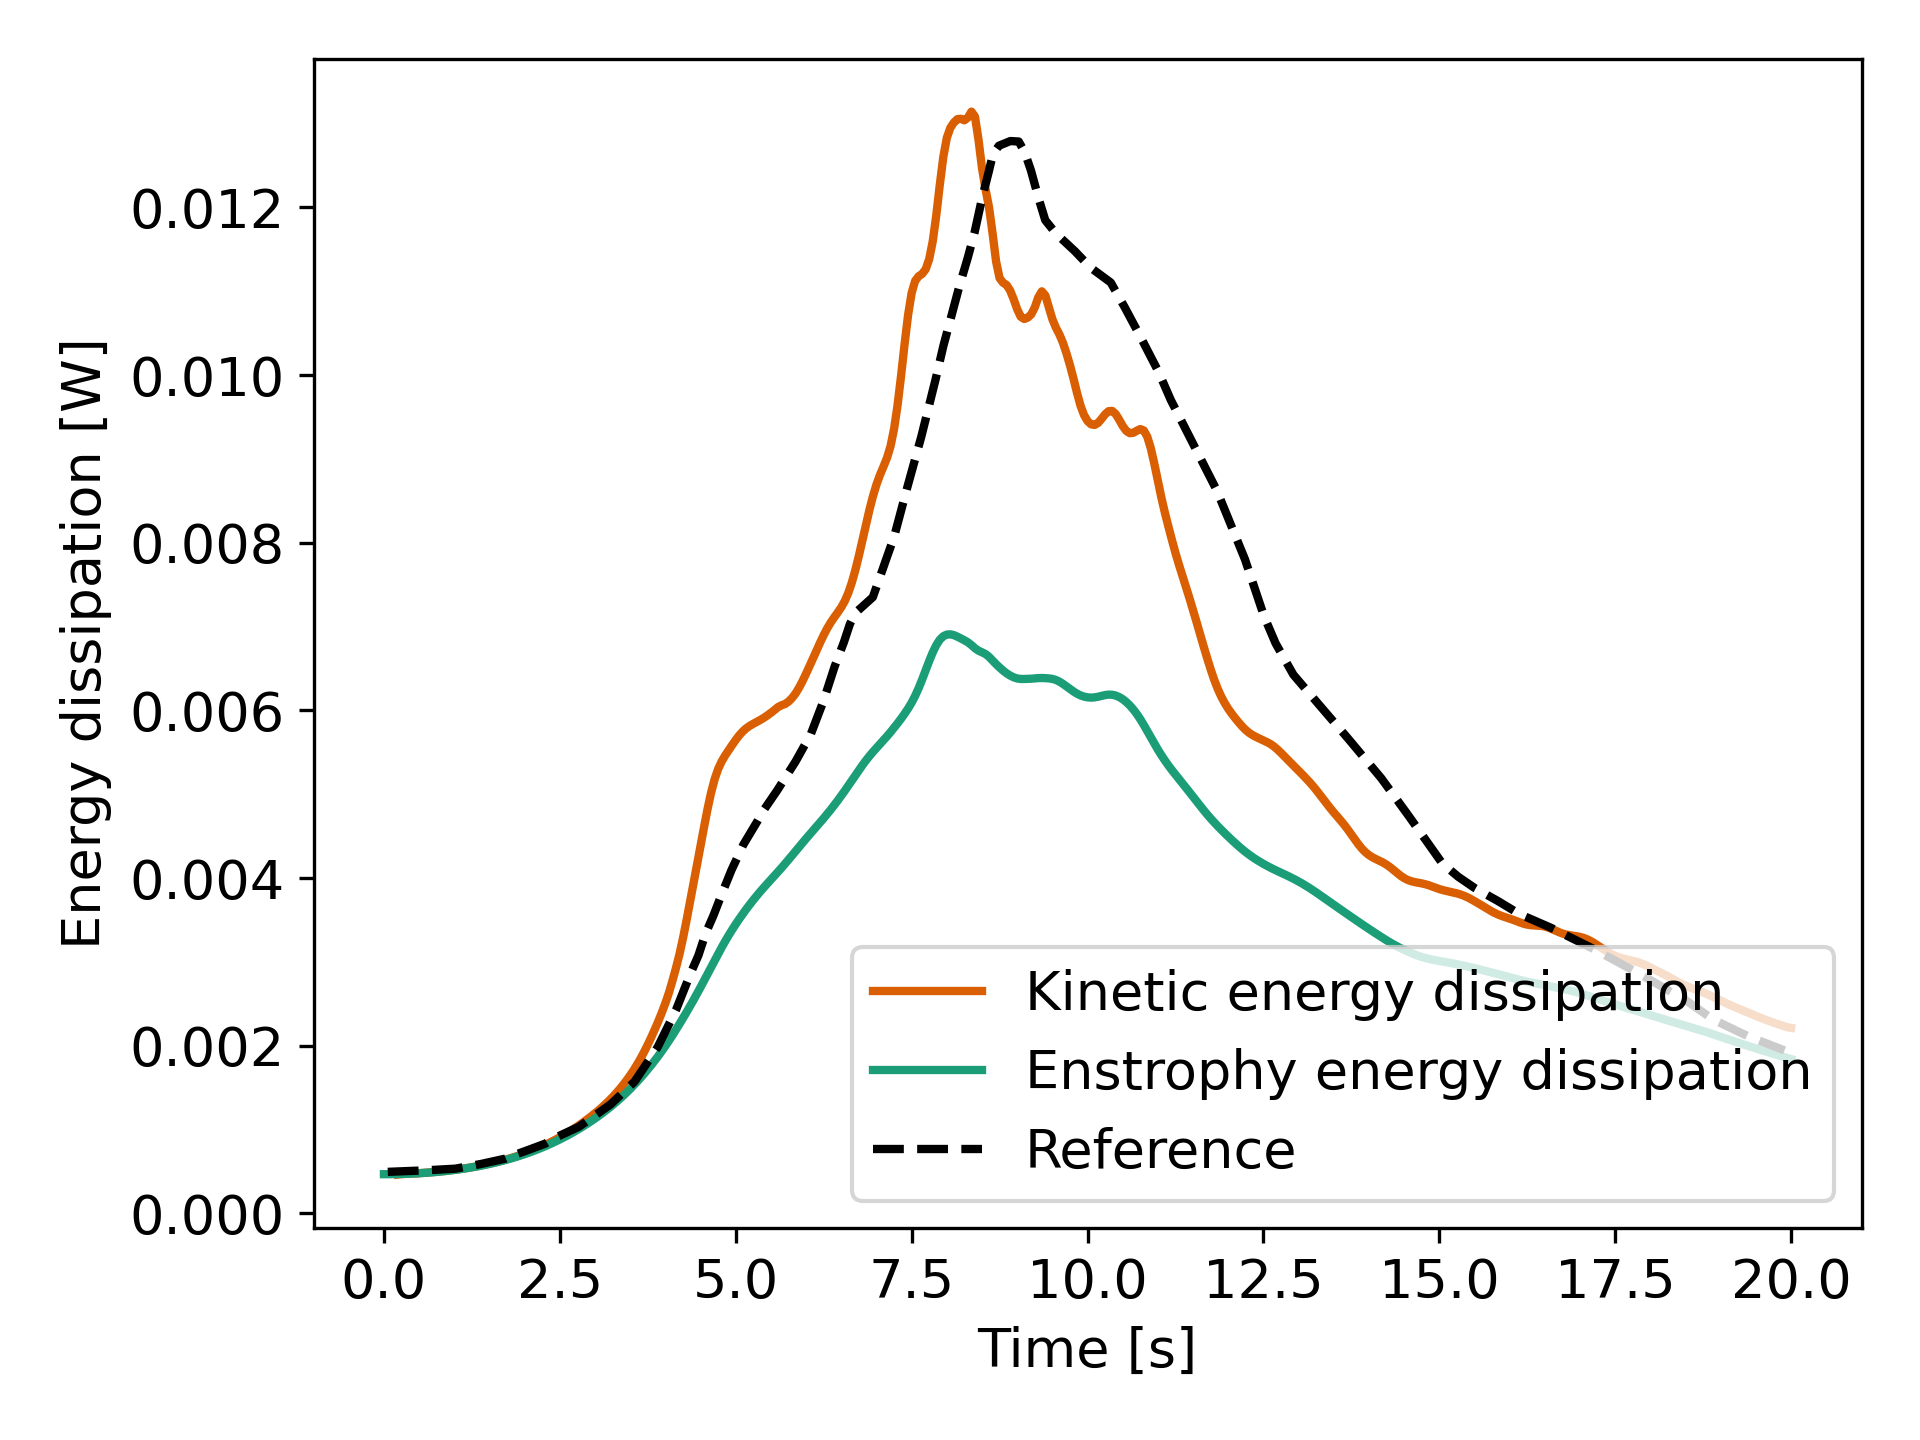 Energy dissipation [W]
0.012
0.010
0.008
0.006
0.004
0.002
0.000
Kinetic energy dissipation
Enstrophy energy dissipation
Reference
0.0 2.5 5.0 7.5 10.0 12.5 15.0 17.5 20.0
Time [s]